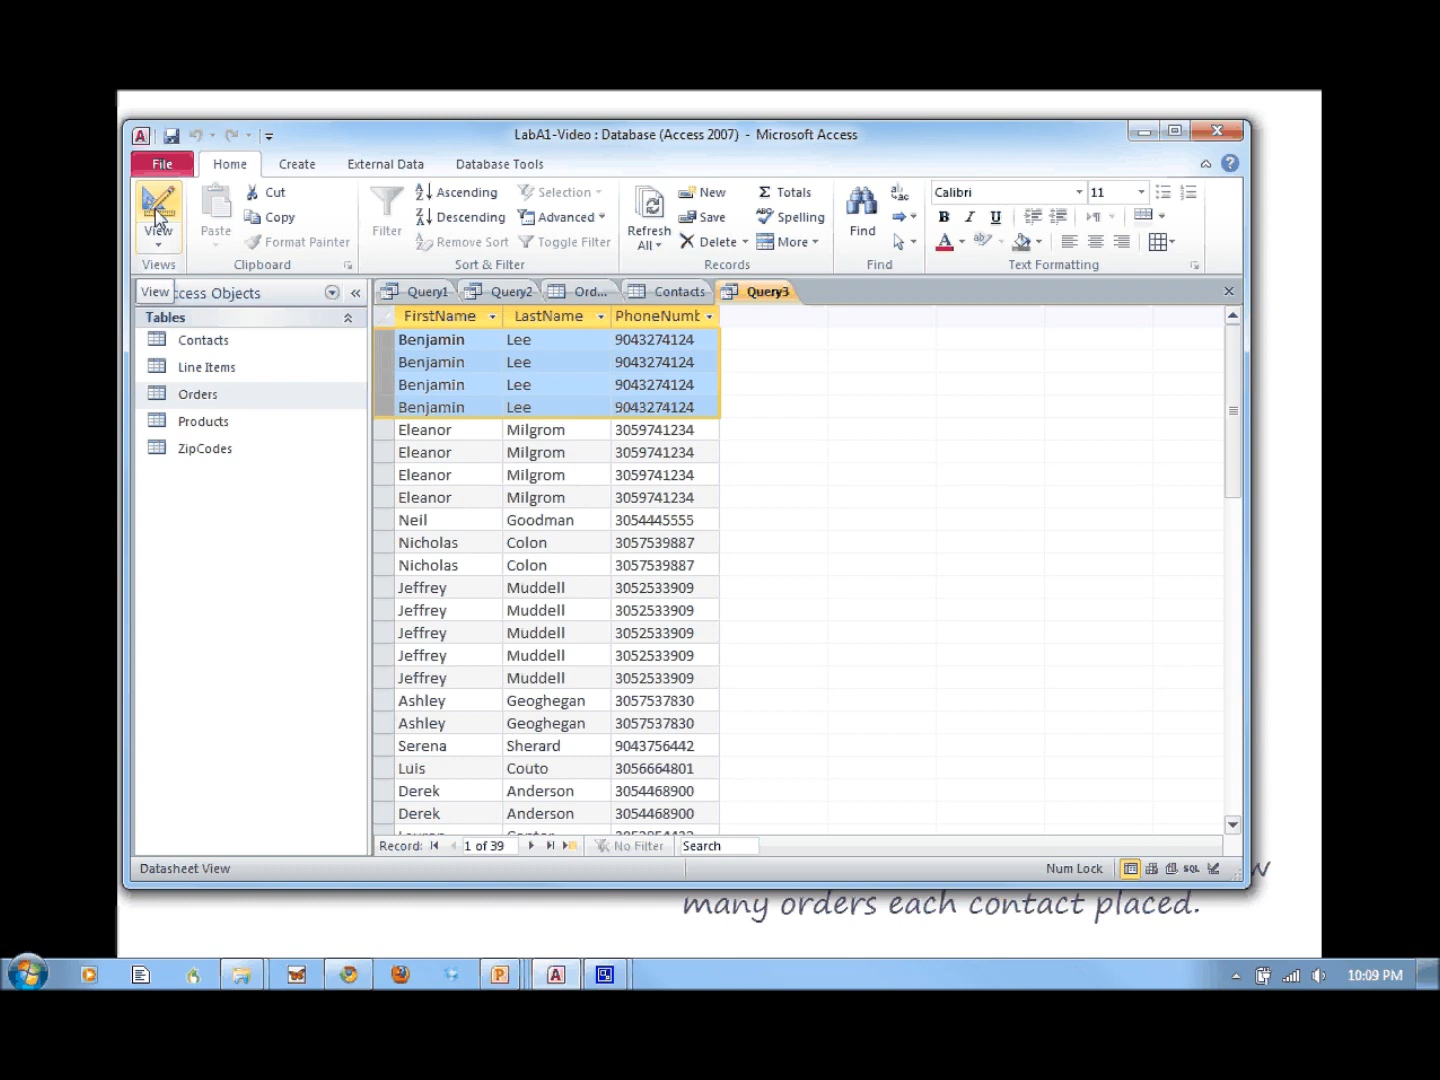 LabA1-Video : Database (Access 2007) - Microsoft Access
File Home Create External Data Database Tools
View Paste Cut Copy Format Painter
Filter Ascending Descending Remove Sort Selection Advanced Toggle Filter
Refresh All New Save Delete Totals Spelling More
Find Calibri 11
B I U
Views Clipboard Sort & Filter Records Find Text Formatting
View
ccess Objects
Query1 Query2 Ord... Contacts Query3
Tables
Contacts
Line Items
Orders
Products
ZipCodes
FirstName LastName PhoneNumb
Benjamin Lee 9043274124
Benjamin Lee 9043274124
Benjamin Lee 9043274124
Benjamin Lee 9043274124
Eleanor Milgrom 3059741234
Eleanor Milgrom 3059741234
Eleanor Milgrom 3059741234
Eleanor Milgrom 3059741234
Neil Goodman 3054445555
Nicholas Colon 3057539887
Nicholas Colon 3057539887
Jeffrey Muddell 3052533909
Jeffrey Muddell 3052533909
Jeffrey Muddell 3052533909
Jeffrey Muddell 3052533909
Jeffrey Muddell 3052533909
Ashley Geoghegan 3057537830
Ashley Geoghegan 3057537830
Serena Sherard 9043756442
Luis Couto 3056664801
Derek Anderson 3054468900
Derek Anderson 3054468900
Record: 1 of 39 No Filter Search
Datasheet View Num Lock SQL
w
many orders each contact placed.
10:09 PM